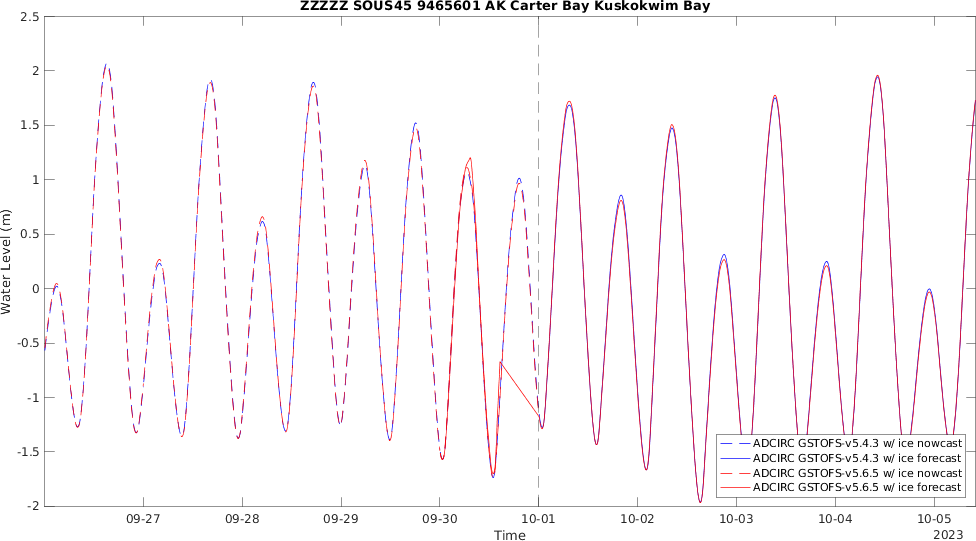 ZZZZZ SOUS45 9465601 AK Carter Bay Kuskokwim Bay
2.5
2
1.5
1
0.5
0
-0.5
-1
-1.5
-2
Water Level (m)
ADCIRC GSTOFS-v5.4.3 w/ ice nowcast
ADCIRC GSTOFS-v5.4.3 w/ ice forecast
ADCIRC GSTOFS-v5.6.5 w/ ice nowcast
ADCIRC GSTOFS-v5.6.5 w/ ice forecast
09-27 09-28 09-29 09-30 10-01 10-02 10-03 10-04 10-05
Time
2023